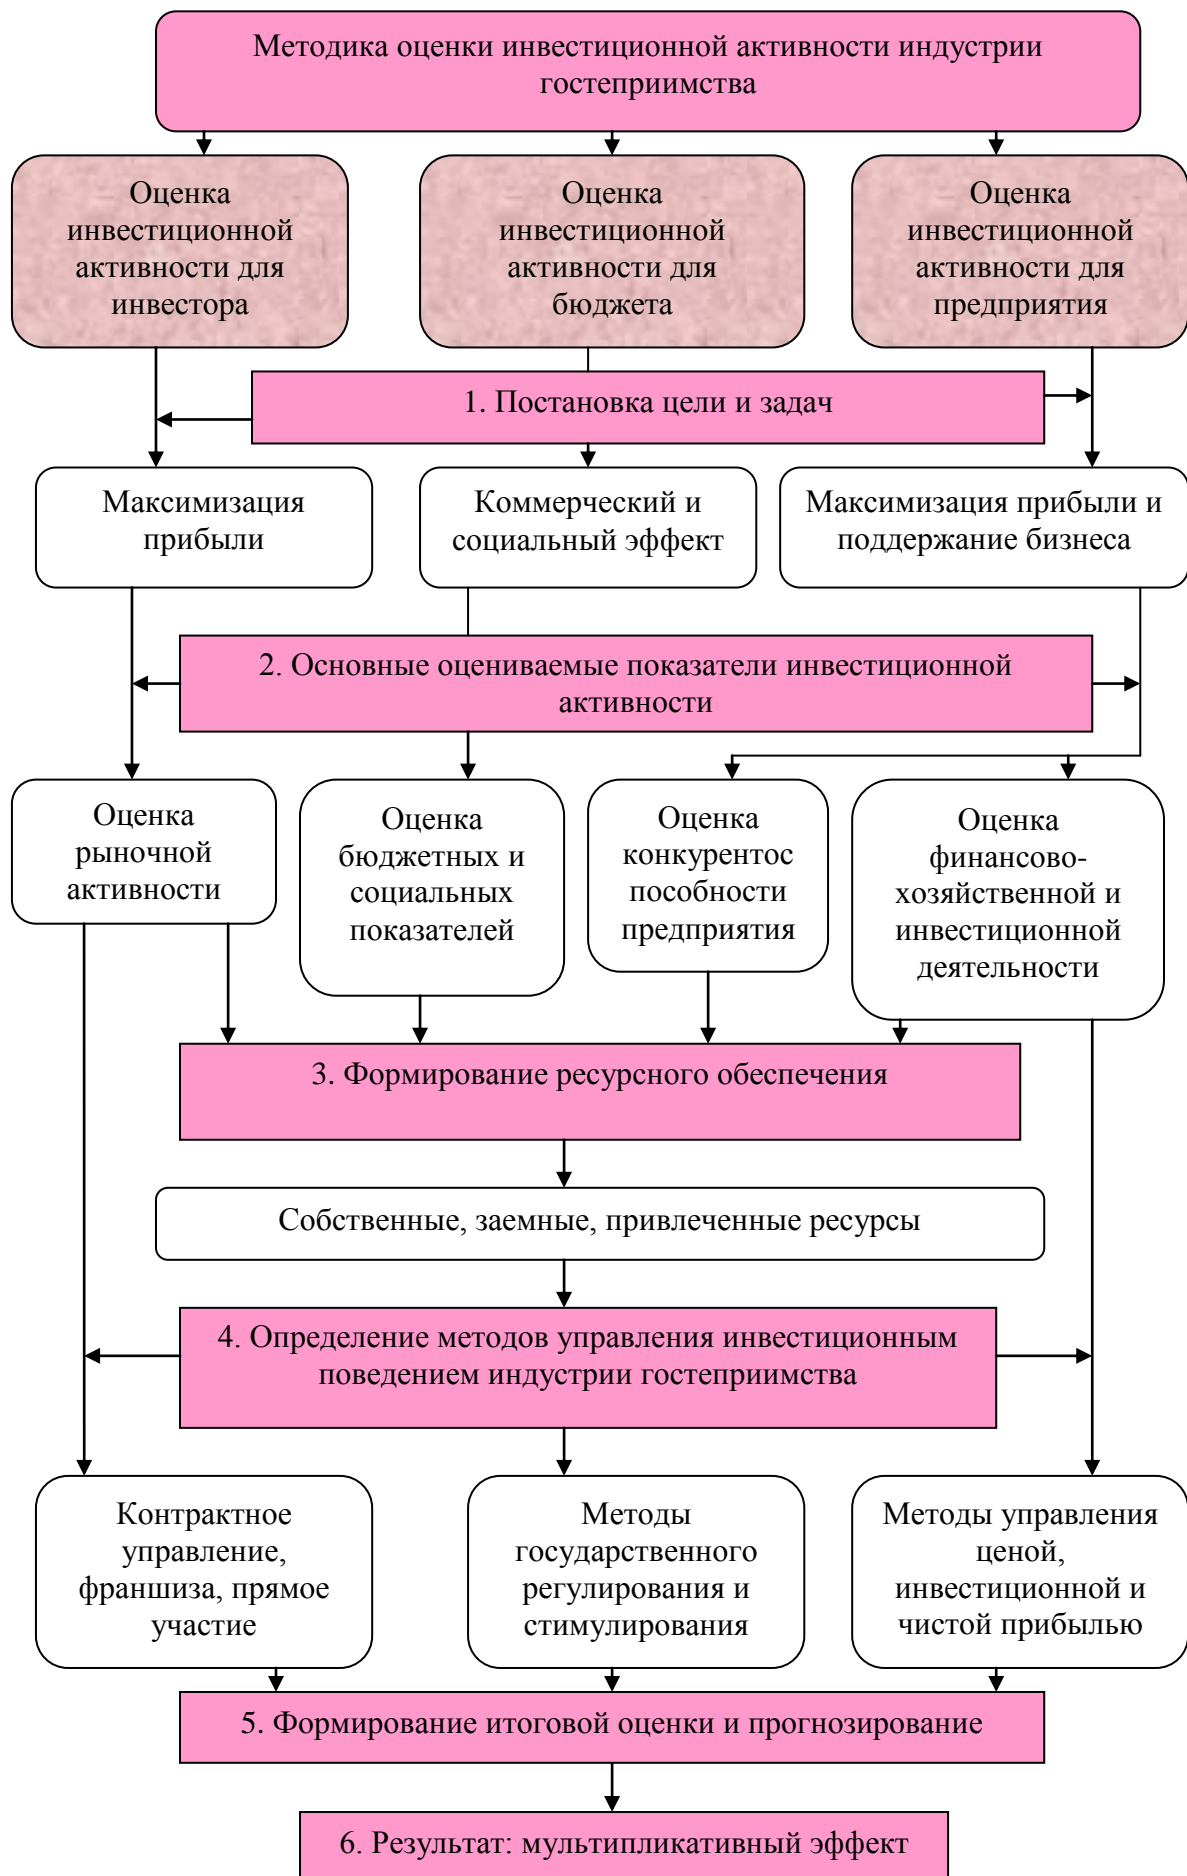 Методика оценки инвестиционной активности индустрии
гостеприимства
Оценка
инвестиционной
активности для
инвестора
Оценка
инвестиционной
активности для
бюджета
Оценка
инвестиционной
активности для
предприятия
1. Постановка цели и задач
Максимизация
прибыли
Коммерческий и
социальный эффект
Максимизация прибыли и
поддержание бизнеса
2. Основные оцениваемые показатели инвестиционной
активности
Оценка
рыночной
активности
Оценка
бюджетных и
социальных
показателей
Оценка
конкурентос
пособности
предприятия
Оценка
финансово-
хозяйственной и
инвестиционной
деятельности
3. Формирование ресурсного обеспечения
Собственные, заемные, привлеченные ресурсы
4. Определение методов управления инвестиционным
поведением индустрии гостеприимства
Контрактное
управление,
франшиза, прямое
участие
Методы
государственного
регулирования и
стимулирования
Методы управления
ценой,
инвестиционной и
чистой прибылью
5. Формирование итоговой оценки и прогнозирование
6. Результат: мультипликативный эффект